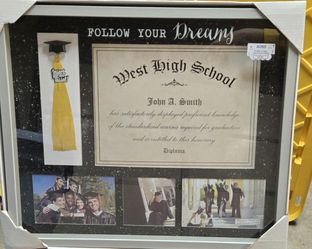 FOLLOW YOUR Dreams
West High School
John A. Smith
has satisfactorily displayed proficient knowledge
of the standardized courses required for graduation
and is entitled to this honorary
Diploma